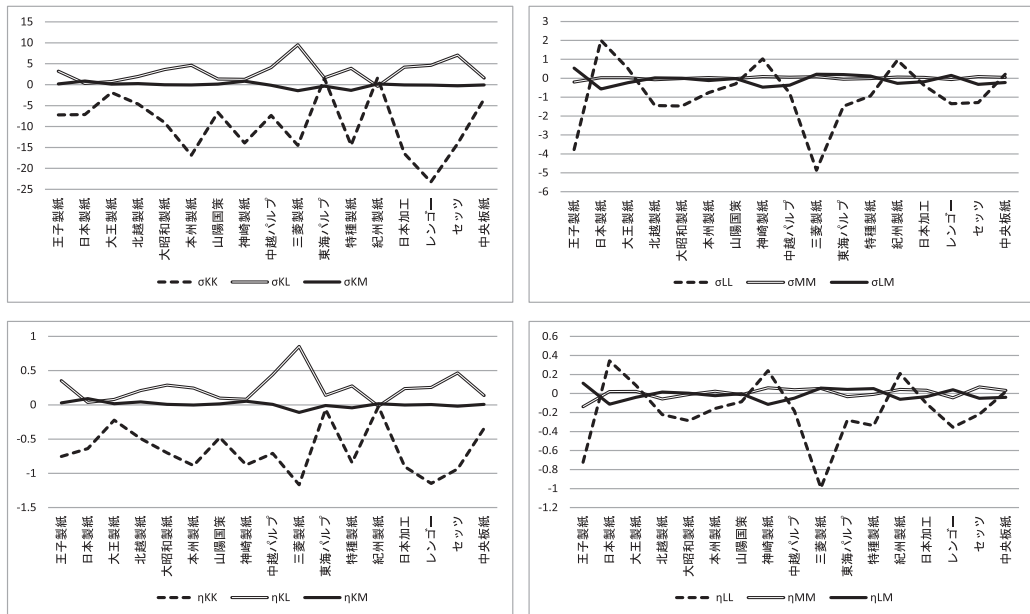 15
10
5
0
-5
-10
-15
-20
-25
王子製紙
日本製紙
大王製紙
北越製紙
大昭和製紙
本州製紙
山陽国策
神崎製紙
中越パルプ
三菱製紙
東海パルプ
特種製紙
紀州製紙
日本加工
レンゴー
セッツ
中央板紙
σKK σKL σKM
3
2
1
0
-1
-2
-3
-4
-5
-6
王子製紙
日本製紙
大王製紙
北越製紙
大昭和製紙
本州製紙
山陽国策
神崎製紙
中越パルプ
三菱製紙
東海パルプ
特種製紙
紀州製紙
日本加工
レンゴー
セッツ
中央板紙
σLL σMM σLM
1
0.5
0
-0.5
-1
-1.5
王子製紙
日本製紙
大王製紙
北越製紙
大昭和製紙
本州製紙
山陽国策
神崎製紙
中越パルプ
三菱製紙
東海パルプ
特種製紙
紀州製紙
日本加工
レンゴー
セッツ
中央板紙
ηKK ηKL ηKM
0.6
0.4
0.2
0
-0.2
-0.4
-0.6
-0.8
-1
-1.2
王子製紙
日本製紙
大王製紙
北越製紙
大昭和製紙
本州製紙
山陽国策
神崎製紙
中越パルプ
三菱製紙
東海パルプ
特種製紙
紀州製紙
日本加工
レンゴー
セッツ
中央板紙
ηLL ηMM ηLM